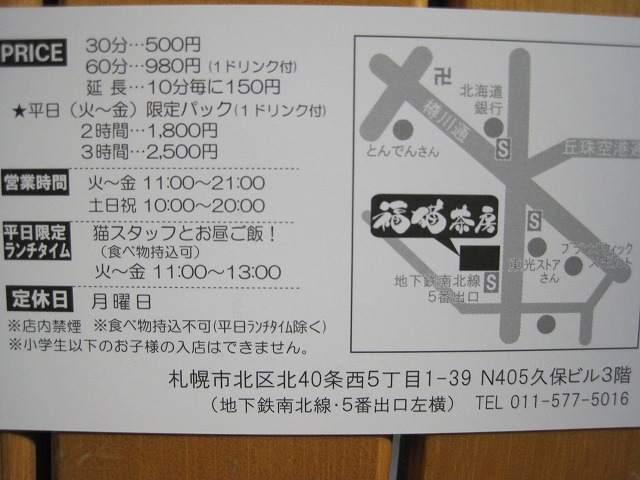 PRICE
30分…500円
60分…980円(1ドリンク付)
延長…10分毎に150円
★平日(火～金)限定パック(1ドリンク付)
2時間…1,800円
3時間…2,500円
営業時間
火～金 11:00～21:00
土日祝 10:00～20:00
平日限定
ランチタイム
猫スタッフとお昼ご飯！
(食べ物持込可)
火～金 11:00～13:00
定休日 月曜日
※店内禁煙 ※食べ物持込不可(平日ランチタイム除く)
※小学生以下のお子様の入店はできません。
卍
北海道
銀行
樽川通
とんでんさん
S
丘珠空港通
福猫茶房
S
東光ストア
さん
地下鉄南北線
5番出口
S
札幌市北区北40条西5丁目1-39 N405久保ビル3階
(地下鉄南北線・5番出口左横) TEL 011-577-5016